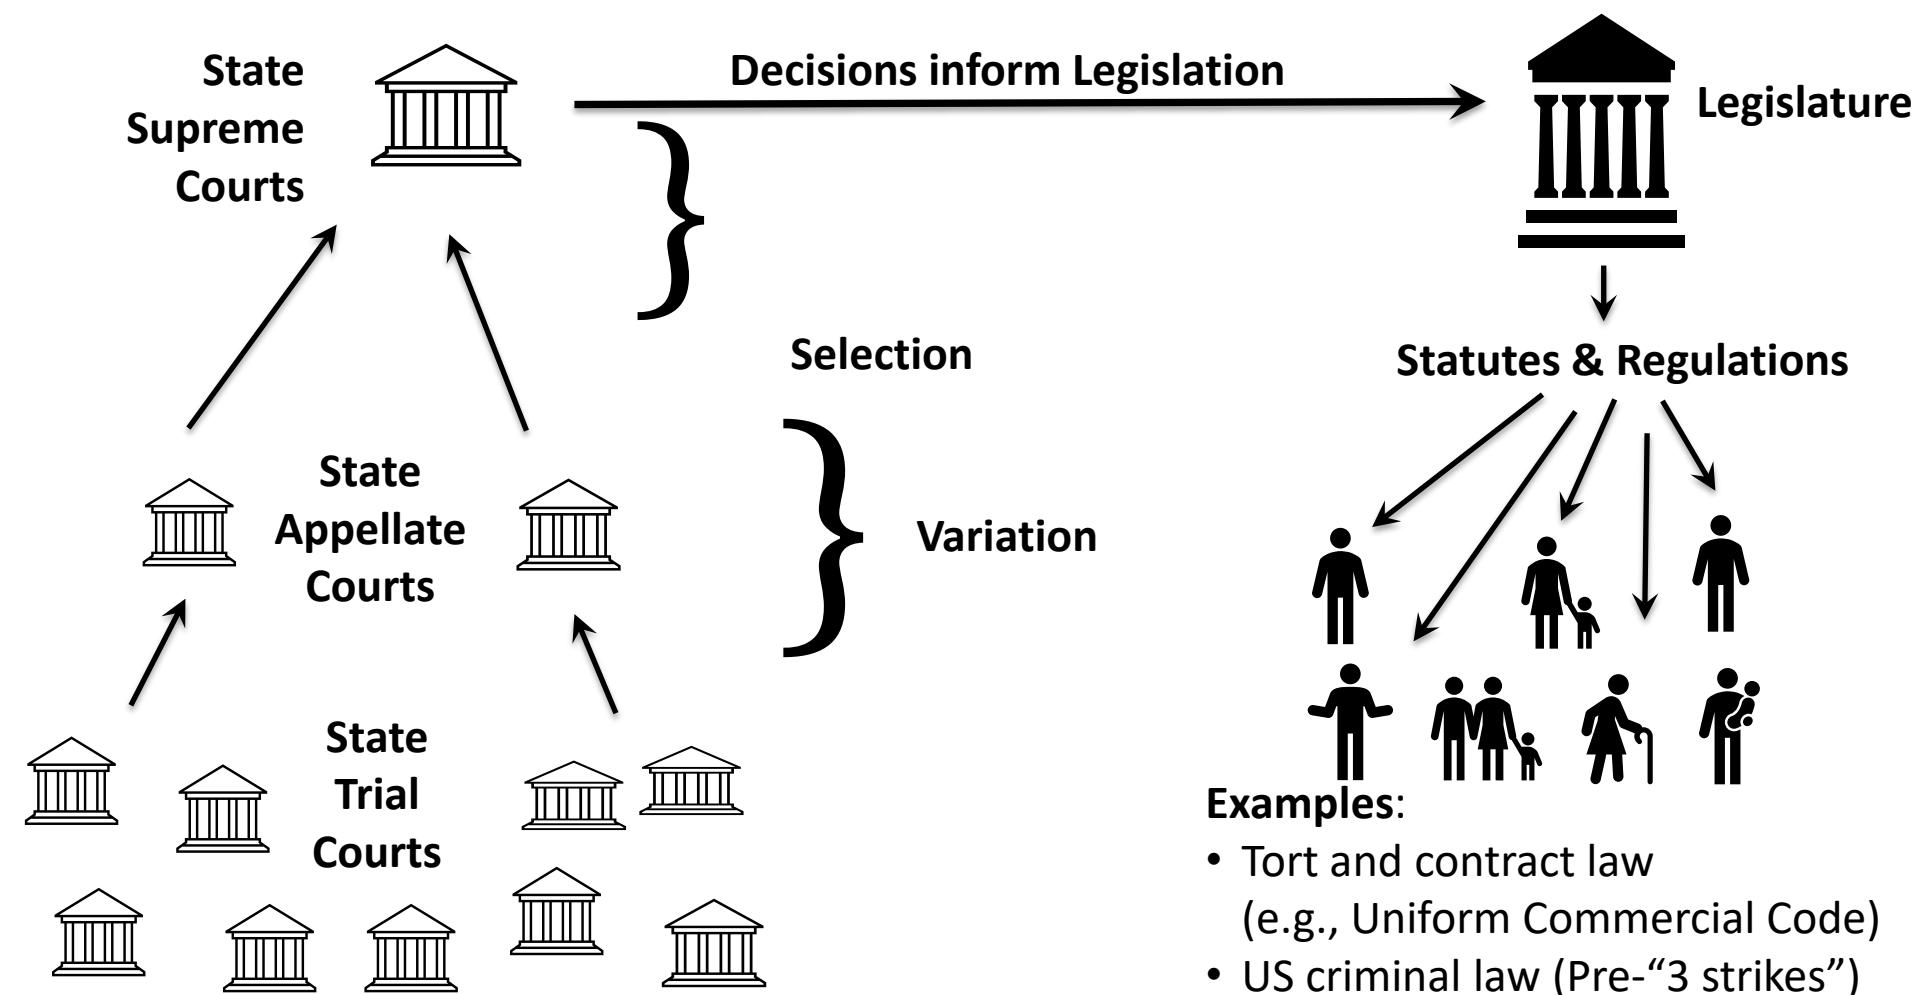 State
Supreme
Courts
Decisions inform Legislation
Legislature
Selection
Statutes & Regulations
State
Appellate
Courts
Variation
State
Trial
Courts
Examples:
• Tort and contract law
(e.g., Uniform Commercial Code)
• US criminal law (Pre-“3 strikes”)